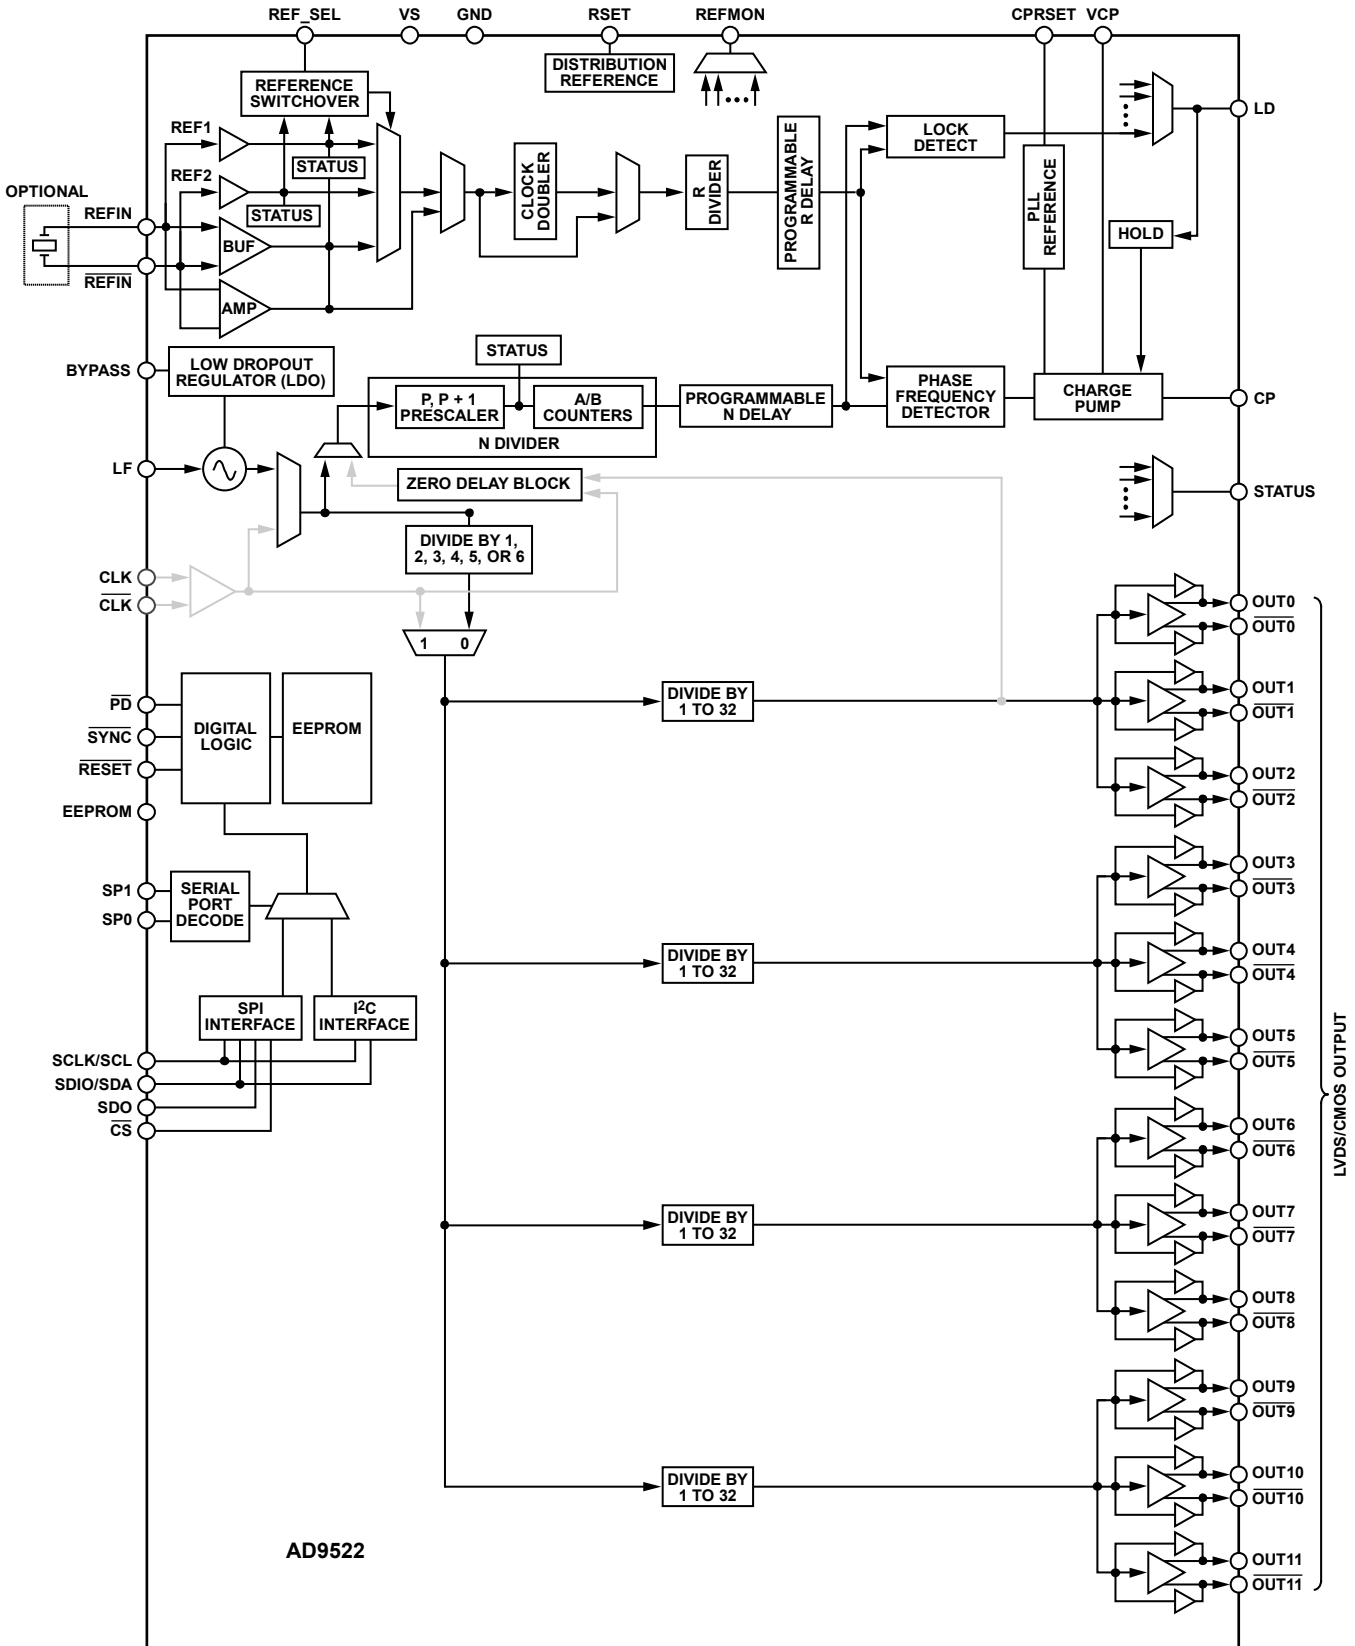 REF_SEL
VS
GND
RSET
REFMON
CPRSET
VCP
DISTRIBUTION
REFERENCE
REFERENCE
SWITCHOVER
REF1
STATUS
REF2
STATUS
OPTIONAL
REFIN
REFIN
BUF
AMP
CLOCK
DOUBLER
R
DIVIDER
PROGRAMMABLE
R DELAY
LOCK
DETECT
LD
PLL
REFERENCE
HOLD
BYPASS
LOW DROPOUT
REGULATOR (LDO)
STATUS
P, P + 1
PRESCALER
A/B
COUNTERS
N DIVIDER
PROGRAMMABLE
N DELAY
PHASE
FREQUENCY
DETECTOR
CHARGE
PUMP
CP
LF
ZERO DELAY BLOCK
STATUS
DIVIDE BY 1,
2, 3, 4, 5, OR 6
CLK
CLK
1 0
OUT0
OUT0
PD
SYNC
RESET
DIGITAL
LOGIC
EEPROM
EEPROM
DIVIDE BY
1 TO 32
OUT1
OUT1
OUT2
OUT2
SP1
SP0
SERIAL
PORT
DECODE
OUT3
OUT3
DIVIDE BY
1 TO 32
OUT4
OUT4
SPI
INTERFACE
I2C
INTERFACE
OUT5
OUT5
SCLK/SCL
SDIO/SDA
SDO
CS
LVDS/CMOS OUTPUT
OUT6
OUT6
DIVIDE BY
1 TO 32
OUT7
OUT7
OUT8
OUT8
OUT9
OUT9
DIVIDE BY
1 TO 32
OUT10
OUT10
AD9522
OUT11
OUT11